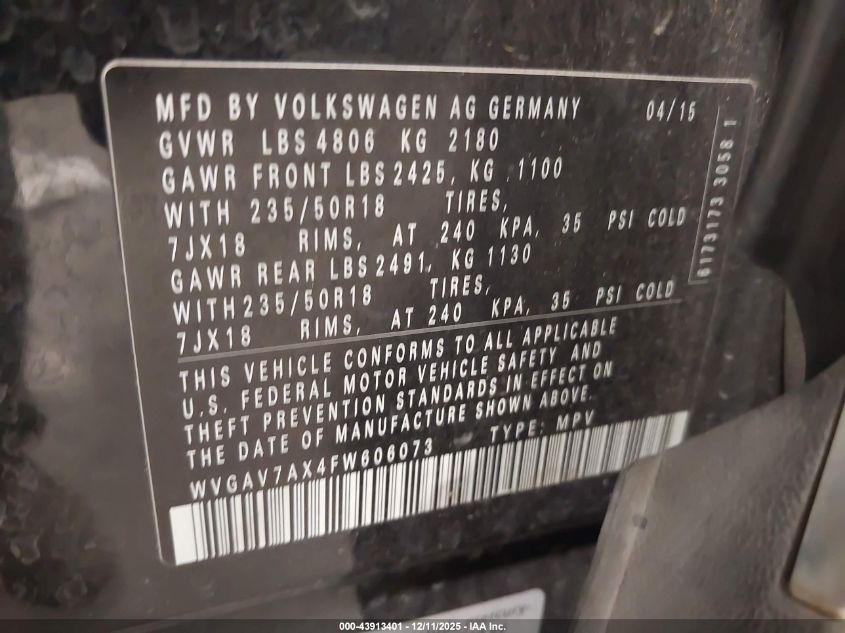 MFD BY VOLKSWAGEN AG GERMANY 04/15
GVWR LBS 4806 KG 2180
GAWR FRONT LBS 2425, KG 1100
WITH 235/50R18 TIRES,
7JX18 RIMS, AT 240 KPA, 35 PSI COLD
GAWR REAR LBS 2491, KG 1130
WITH 235/50R18 TIRES,
7JX18 RIMS, AT 240 KPA, 35 PSI COLD
THIS VEHICLE CONFORMS TO ALL APPLICABLE
U.S. FEDERAL MOTOR VEHICLE SAFETY AND
THEFT PREVENTION STANDARDS IN EFFECT ON
THE DATE OF MANUFACTURE SHOWN ABOVE.
WVGAV7AX4FW606073 TYPE: MPV
6173173 3058 1
000-43913401 - 12/11/2025 - IAA Inc.